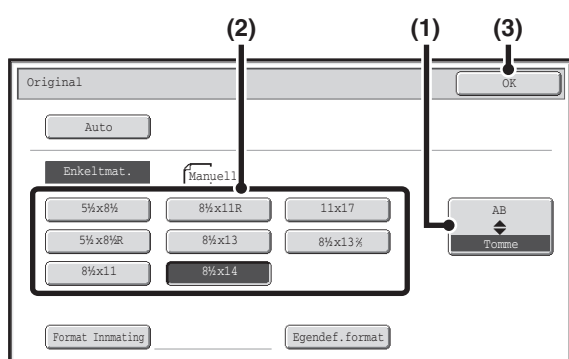 (2) (1) (3)
Original OK
Auto
Enkeltmat. Manuell
5½x8½ 8½x11R 11x17
AB
5½x8½R 8½x13 8½x13⅖
Tomme
8½x11 8½x14
Format Innmating Egendef.format